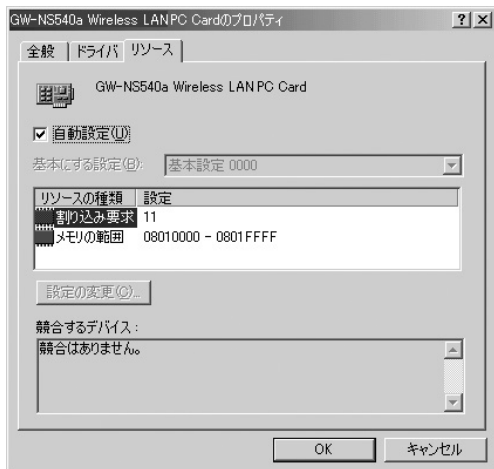 GW-NS540a Wireless LAN PC Cardのプロパティ
全般 ドライバ リソース
GW-NS540a Wireless LAN PC Card
自動設定(U)
基本にする設定(B): 基本設定 0000
リソースの種類 設定
割り込み要求 11
メモリの範囲 08010000 - 0801FFFF
設定の変更(C)...
競合するデバイス:
競合はありません。
OK キャンセル